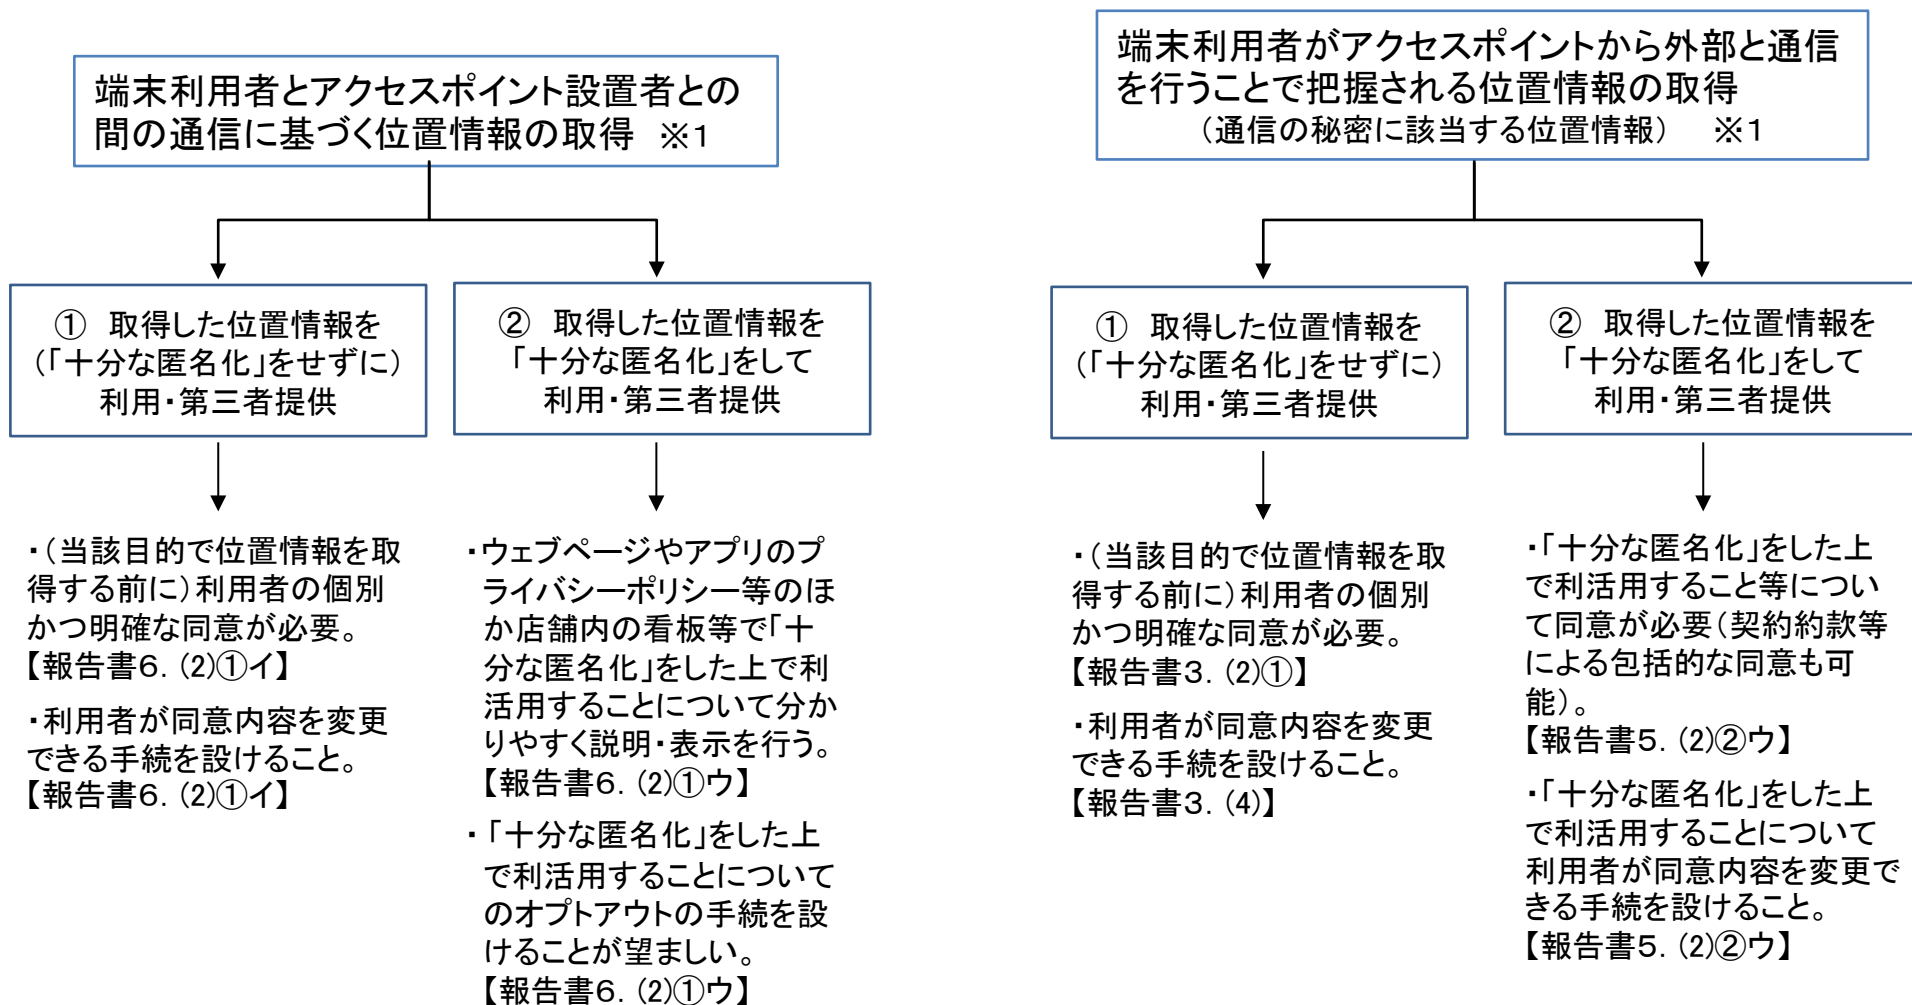 端末利用者とアクセスポイント設置者との
間の通信に基づく位置情報の取得 ※1
① 取得した位置情報を
(「十分な匿名化」をせずに)
利用・第三者提供
② 取得した位置情報を
「十分な匿名化」をして
利用・第三者提供
・(当該目的で位置情報を取
得する前に)利用者の個別
かつ明確な同意が必要。
【報告書6.(2)①イ】
・利用者が同意内容を変更
できる手続を設けること。
【報告書6.(2)①イ】
・ウェブページやアプリのプ
ライバシーポリシー等のほ
か店舗内の看板等で「十
分な匿名化」をした上で利
活用することについて分か
りやすく説明・表示を行う。
【報告書6.(2)①ウ】
・「十分な匿名化」をした上
で利活用することについて
のオプトアウトの手続を設
けることが望ましい。
【報告書6.(2)①ウ】
端末利用者がアクセスポイントから外部と通信
を行うことで把握される位置情報の取得
(通信の秘密に該当する位置情報) ※1
① 取得した位置情報を
(「十分な匿名化」をせずに)
利用・第三者提供
② 取得した位置情報を
「十分な匿名化」をして
利用・第三者提供
・(当該目的で位置情報を取
得する前に)利用者の個別
かつ明確な同意が必要。
【報告書3.(2)①】
・利用者が同意内容を変更
できる手続を設けること。
【報告書3.(4)】
・「十分な匿名化」をした上
で利活用すること等につい
て同意が必要(契約約款等
による包括的な同意も可
能)。
【報告書5.(2)②ウ】
・「十分な匿名化」をした上
で利活用することについて
利用者が同意内容を変更で
きる手続を設けること。
【報告書5.(2)②ウ】